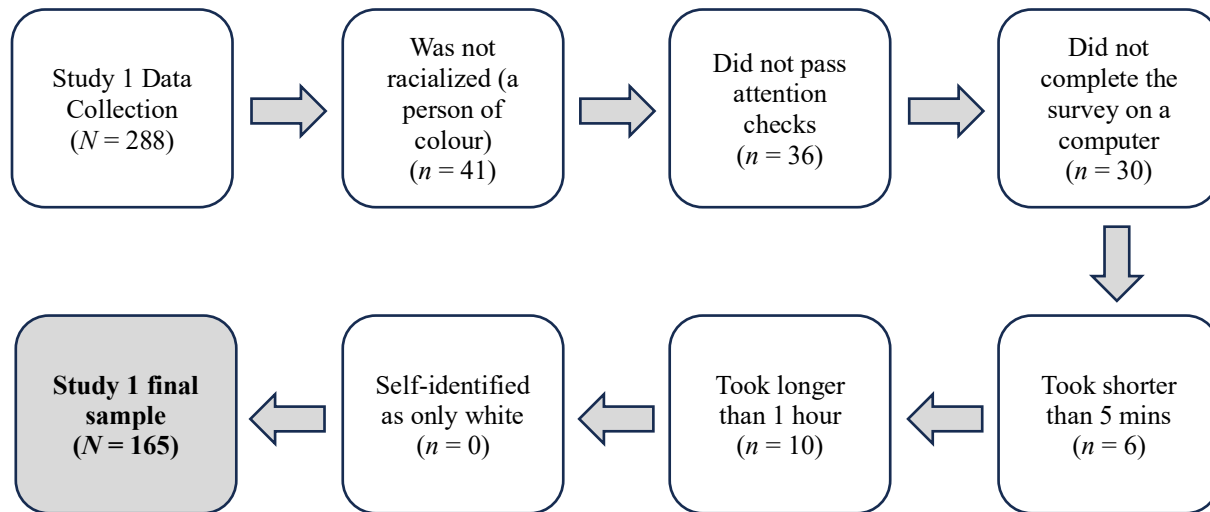 Study 1 Data
Collection
(N = 288)
Was not
racialized (a
person of
colour)
(n = 41)
Did not pass
attention
checks
(n = 36)
Did not
complete the
survey on a
computer
(n = 30)
Took shorter
than 5 mins
(n = 6)
Took longer
than 1 hour
(n = 10)
Self-identified
as only white
(n = 0)
Study 1 final
sample
(N = 165)